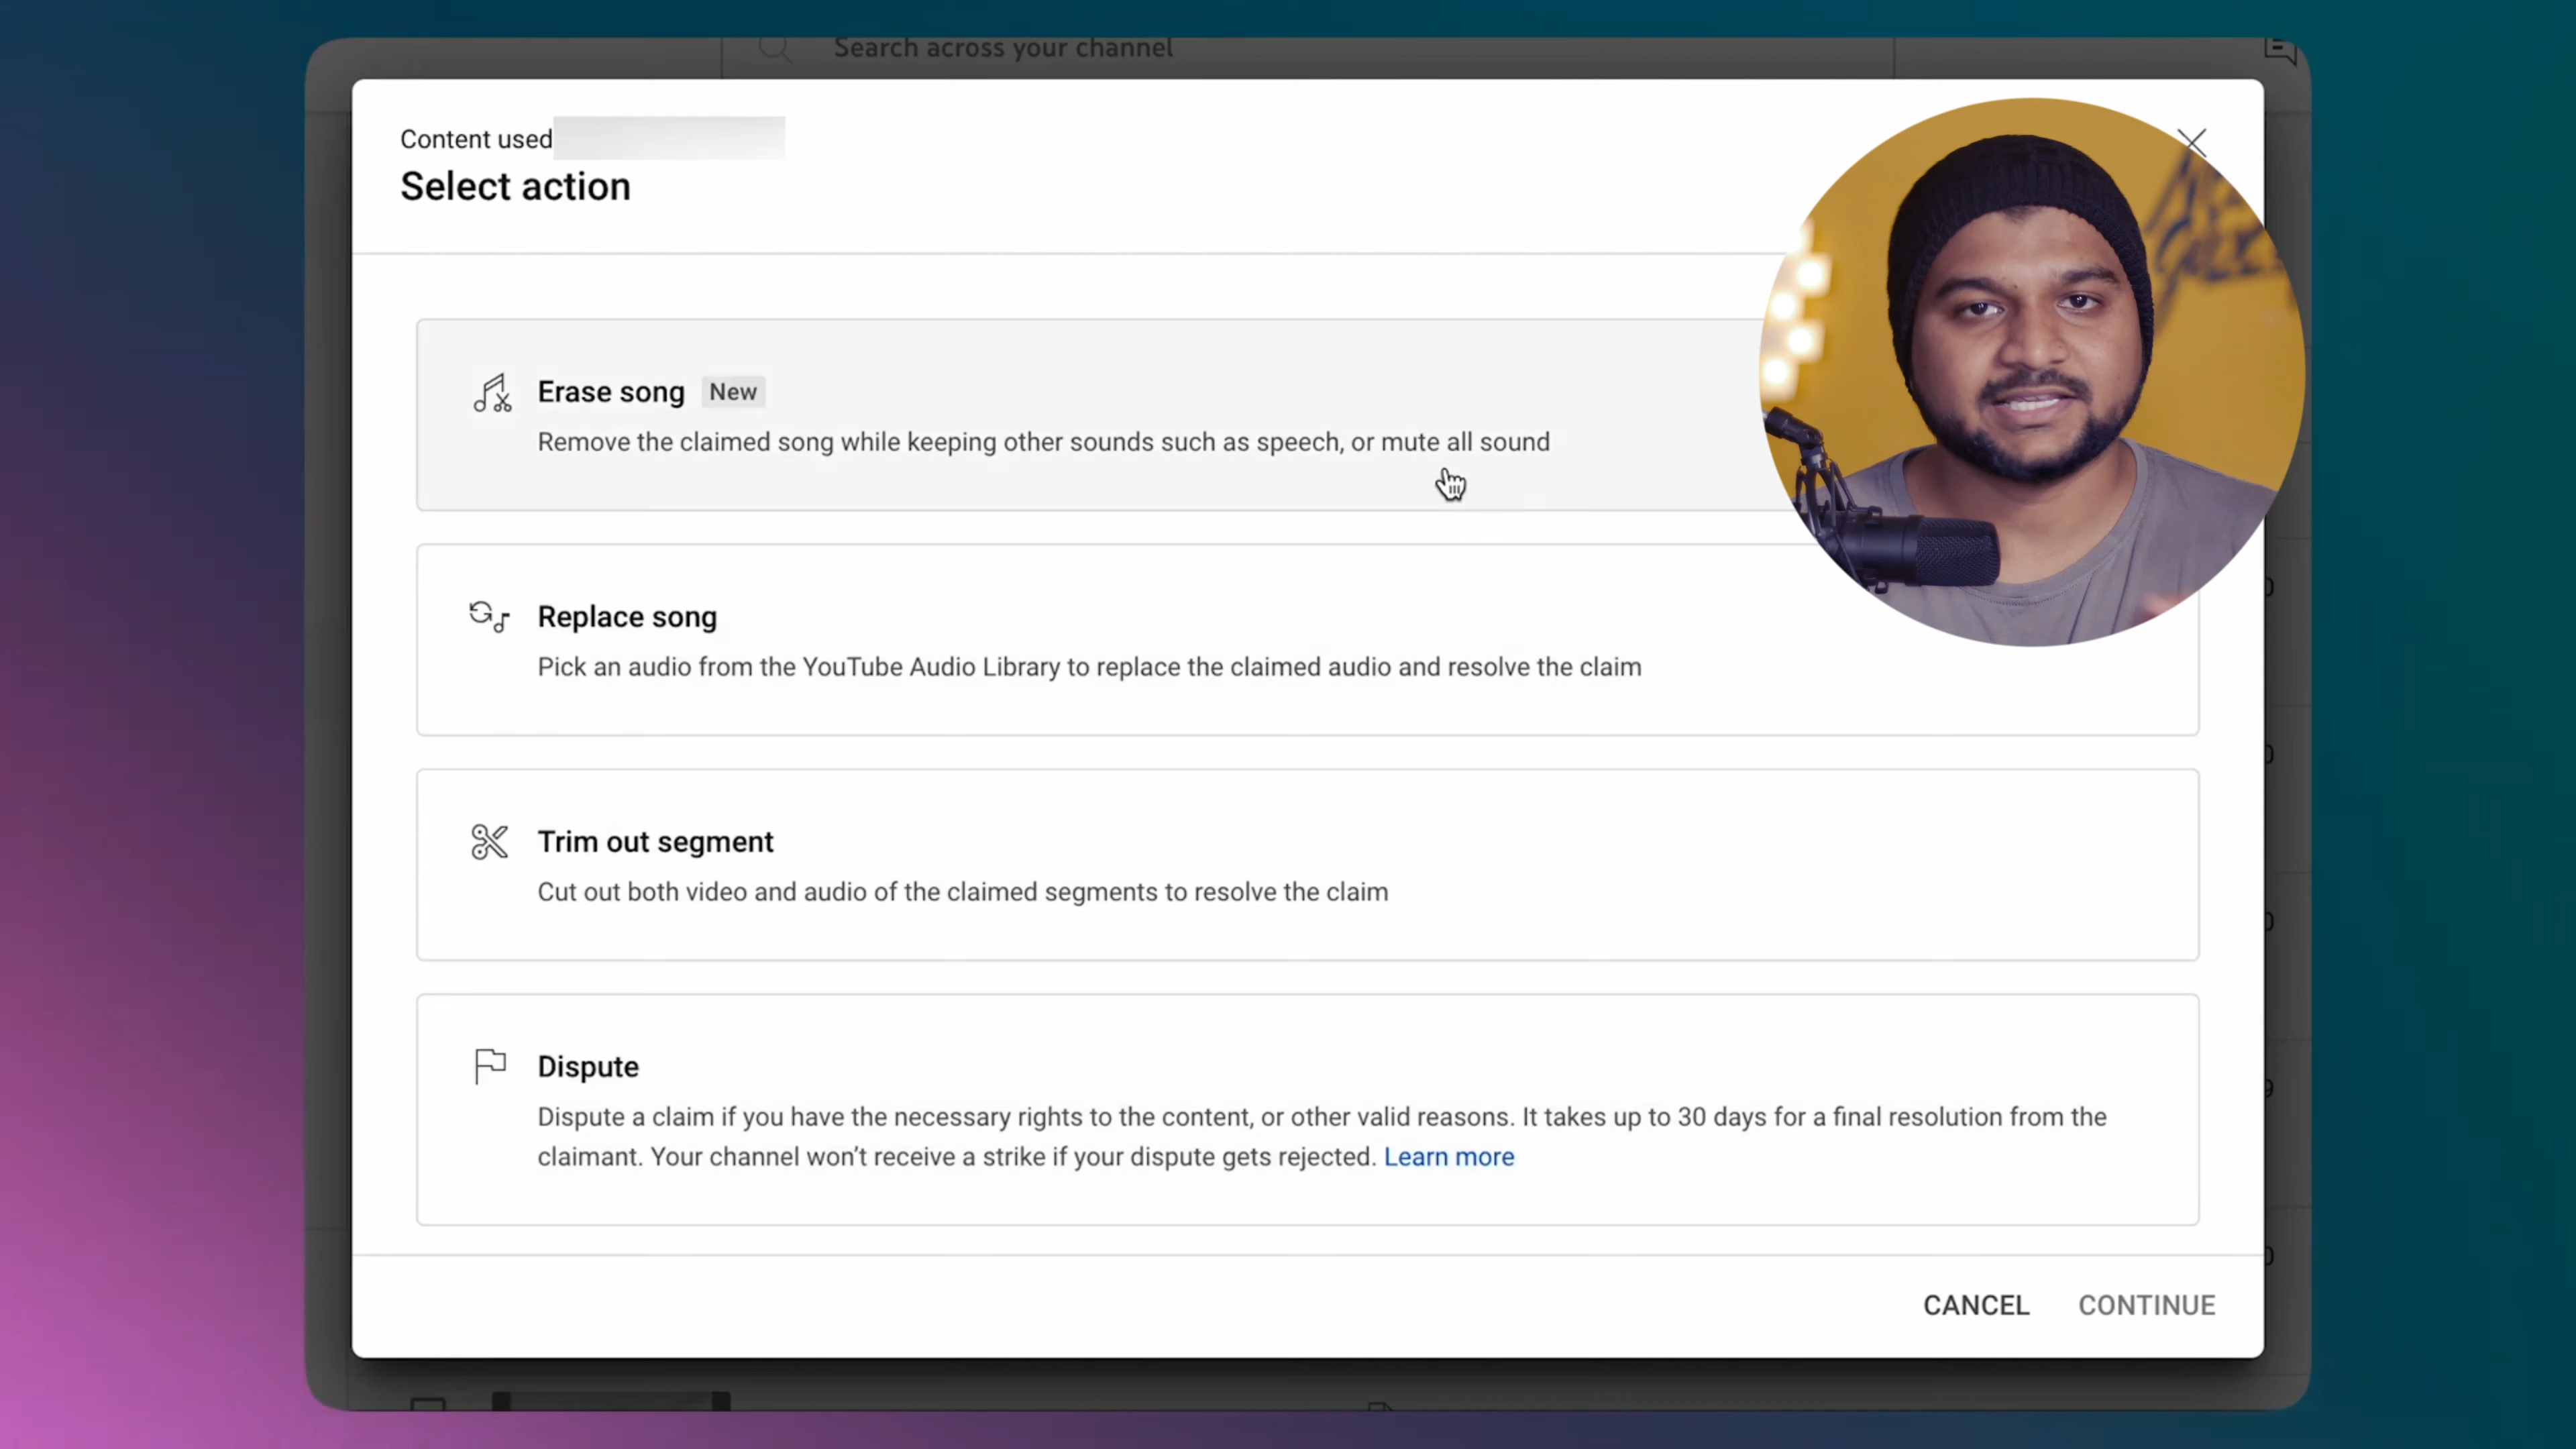 Search across your channel
Content used
Select action
Erase song New
Remove the claimed song while keeping other sounds such as speech, or mute all sound
Replace song
Pick an audio from the YouTube Audio Library to replace the claimed audio and resolve the claim
Trim out segment
Cut out both video and audio of the claimed segments to resolve the claim
Dispute
Dispute a claim if you have the necessary rights to the content, or other valid reasons. It takes up to 30 days for a final resolution from the
claimant. Your channel won't receive a strike if your dispute gets rejected. Learn more
CANCEL CONTINUE